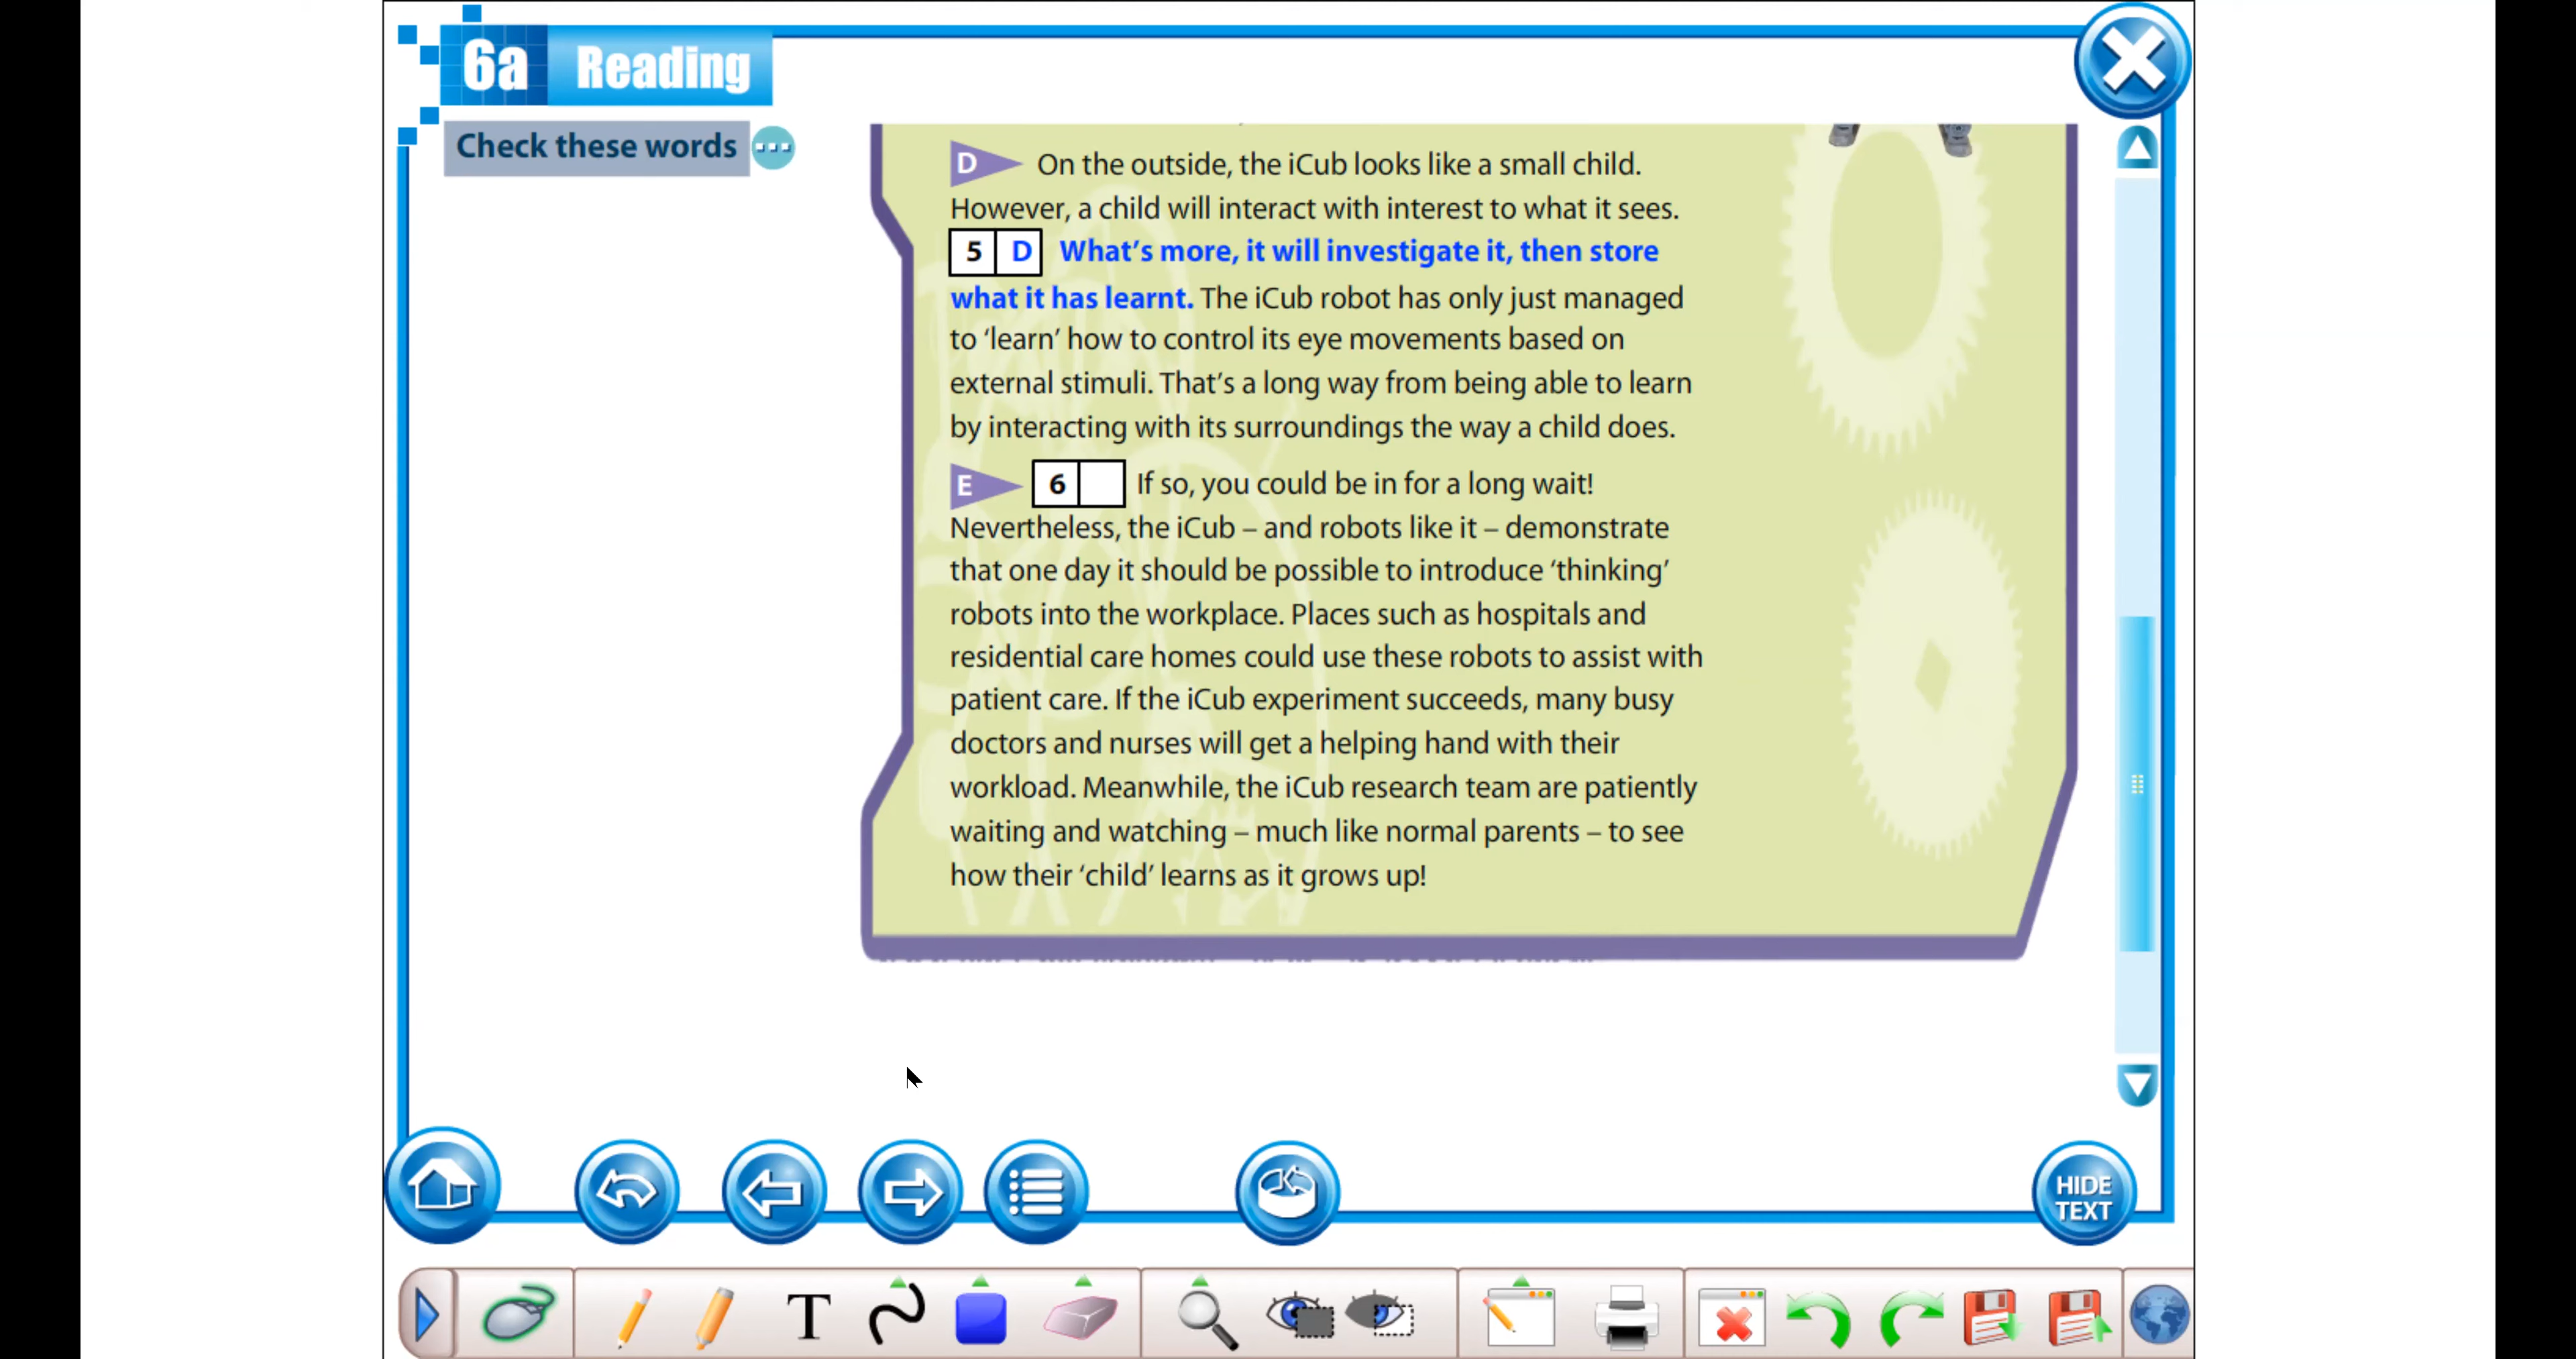 6a Reading
Check these words
D On the outside, the iCub looks like a small child.
However, a child will interact with interest to what it sees.
5 D What's more, it will investigate it, then store
what it has learnt. The iCub robot has only just managed
to ‘learn’ how to control its eye movements based on
external stimuli. That's a long way from being able to learn
by interacting with its surroundings the way a child does.
E 6 If so, you could be in for a long wait!
Nevertheless, the iCub – and robots like it – demonstrate
that one day it should be possible to introduce ‘thinking’
robots into the workplace. Places such as hospitals and
residential care homes could use these robots to assist with
patient care. If the iCub experiment succeeds, many busy
doctors and nurses will get a helping hand with their
workload. Meanwhile, the iCub research team are patiently
waiting and watching – much like normal parents – to see
how their ‘child’ learns as it grows up!
HIDE
TEXT
T